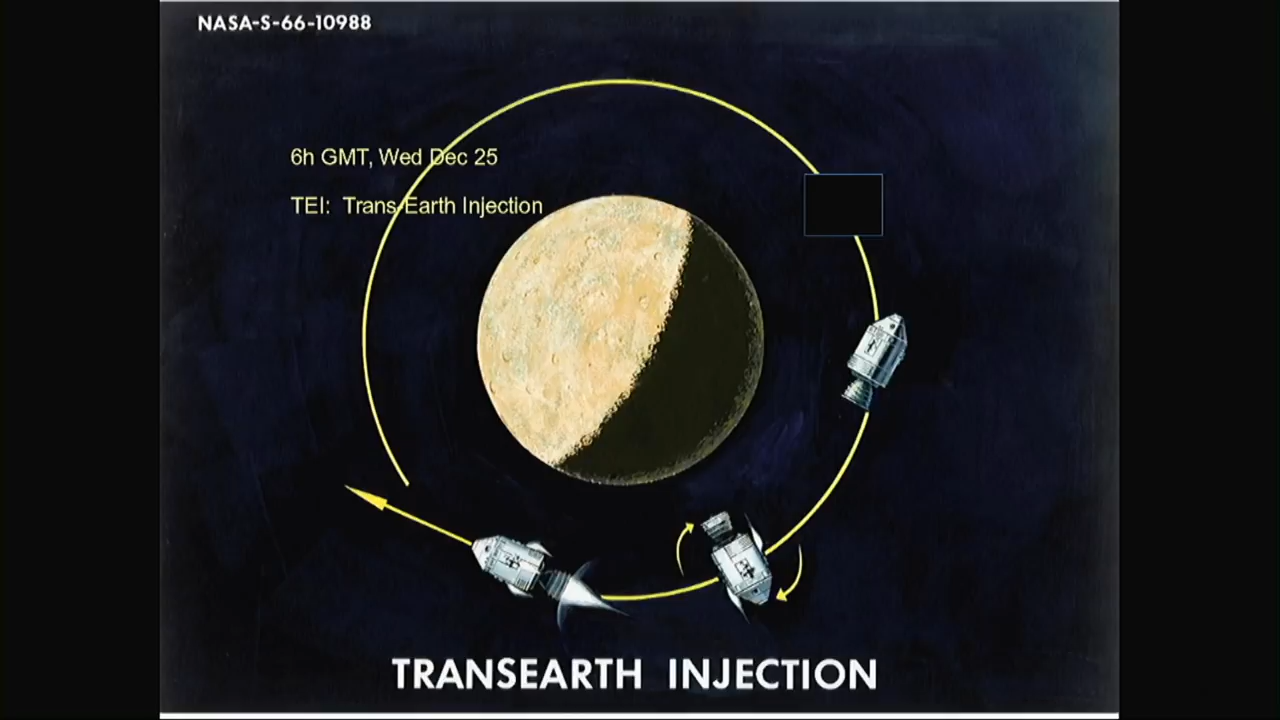 NASA-S-66-10988
6h GMT, Wed Dec 25
TEI: Trans-Earth Injection
TRANSEARTH INJECTION